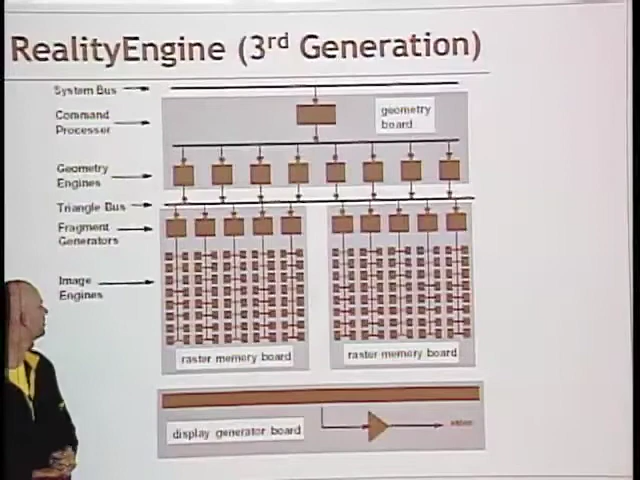 RealityEngine (3rd Generation)
System Bus
Command
Processer
geometry
board
Geometry
Engines
Triangle Bus
Fragment
Generators
Image
Engines
raster memory board
raster memory board
display generator board